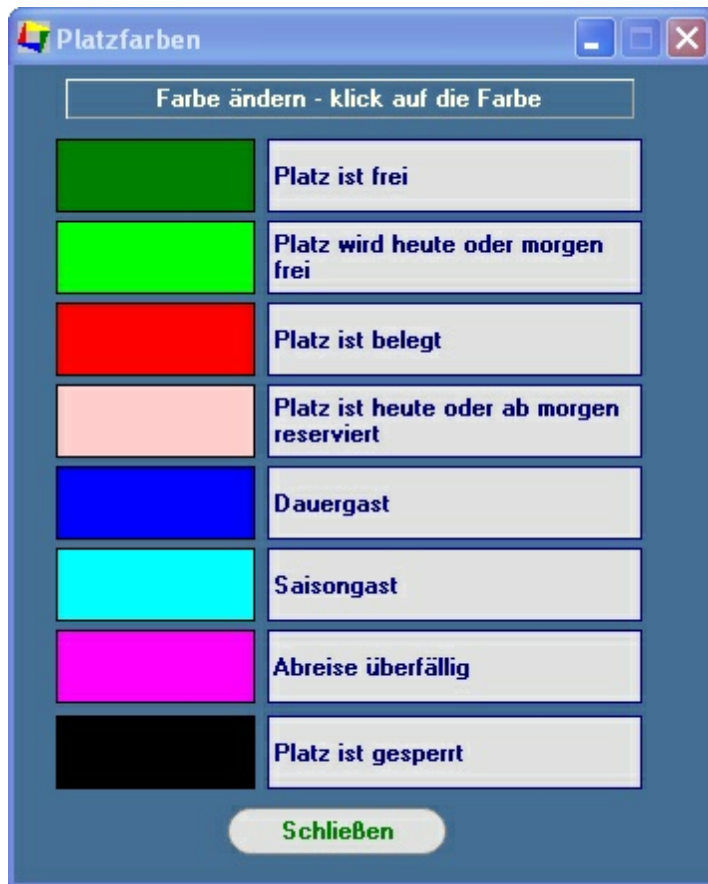 Platzfarben
Farbe ändern - klick auf die Farbe
Platz ist frei
Platz wird heute oder morgen
frei
Platz ist belegt
Platz ist heute oder ab morgen
reserviert
Dauergast
Saisongast
Abreise überfällig
Platz ist gesperrt
Schließen